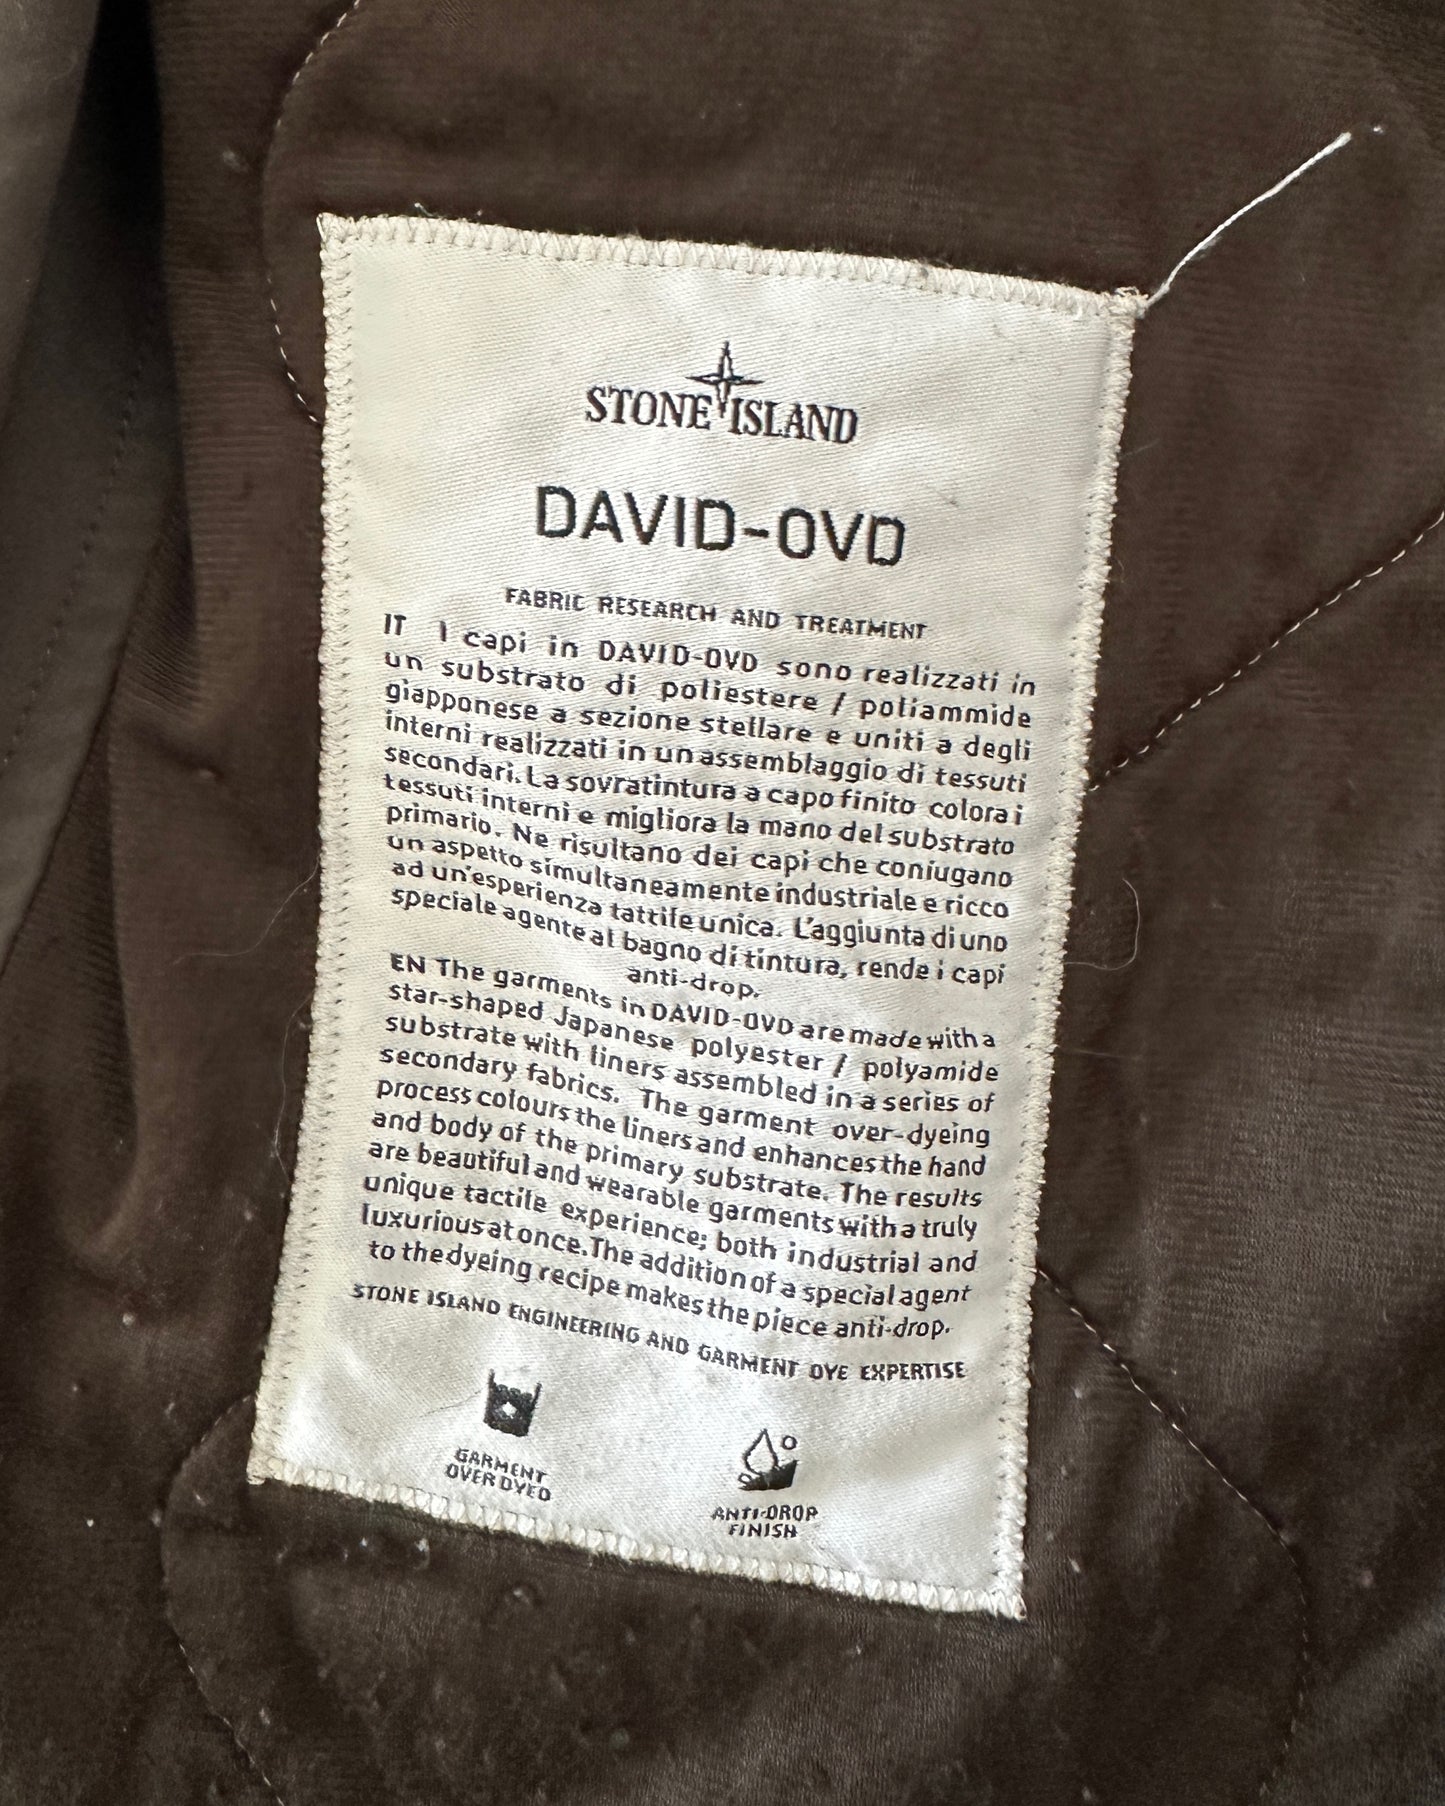 STONE ISLAND
DAVID-OVD
FABRIC RESEARCH AND TREATMENT
IT I capi in DAVID-OVD sono realizzati in
un substrato di poliestere / poliammide
giapponese a sezione stellare e uniti a degli
interni realizzati in un assemblaggio di tessuti
secondari. La sovratintura a capo finito colora i
tessuti interni e migliora la mano del substrato
primario. Ne risultano dei capi che coniugano
un aspetto simultaneamente industriale e ricco
ad un'esperienza tattile unica. L'aggiunta di uno
speciale agente al bagno di tintura, rende i capi
anti-drop.
EN The garments in DAVID-OVD are made with a
star-shaped Japanese polyester / polyamide
substrate with liners assembled in a series of
secondary fabrics. The garment over-dyeing
process colours the liners and enhances the hand
and body of the primary substrate. The results
are beautiful and wearable garments with a truly
unique tactile experience; both industrial and
luxurious at once. The addition of a special agent
to the dyeing recipe makes the piece anti-drop.
STONE ISLAND ENGINEERING AND GARMENT DYE EXPERTISE
GARMENT
OVER DYED
ANTI-DROP
FINISH